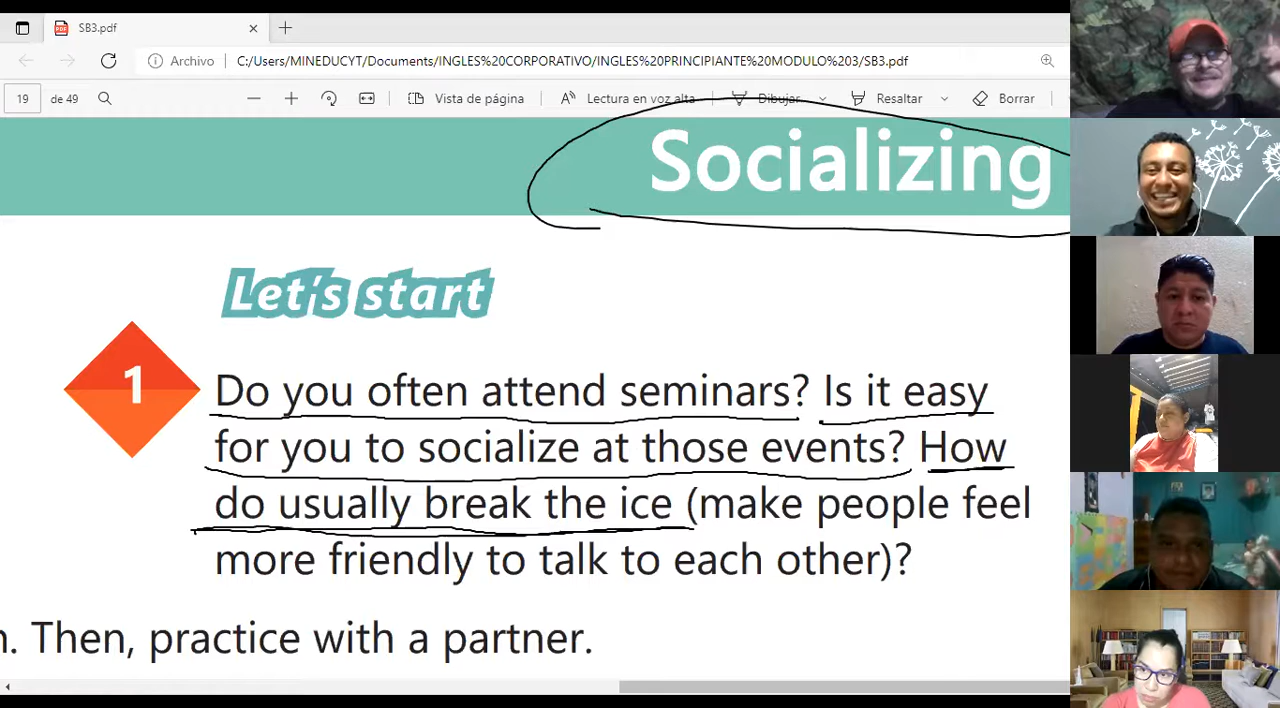 SB3.pdf
Archivo C:/Users/MINEDUCYT/Documents/INGLES%20CORPORATIVO/INGLES%20PRINCIPIANTE%20MODULO%203/SB3.pdf
19 de 49 Vista de página Lectura en voz alta Dibujar Resaltar Borrar
Socializing
Let's start
1
Do you often attend seminars? Is it easy
for you to socialize at those events? How
do usually break the ice (make people feel
more friendly to talk to each other)?
n. Then, practice with a partner.